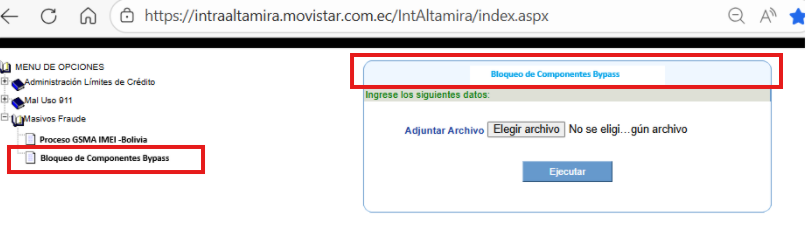 https://intraaltamira.movistar.com.ec/IntAltamira/index.aspx
MENU DE OPCIONES
Administración Límites de Crédito
Mal Uso 911
Masivos Fraude
Proceso GSMA IMEI -Bolivia
Bloqueo de Componentes Bypass
Bloqueo de Componentes Bypass
Ingrese los siguientes datos:
Adjuntar Archivo Elegir archivo No se eligi...gún archivo
Ejecutar